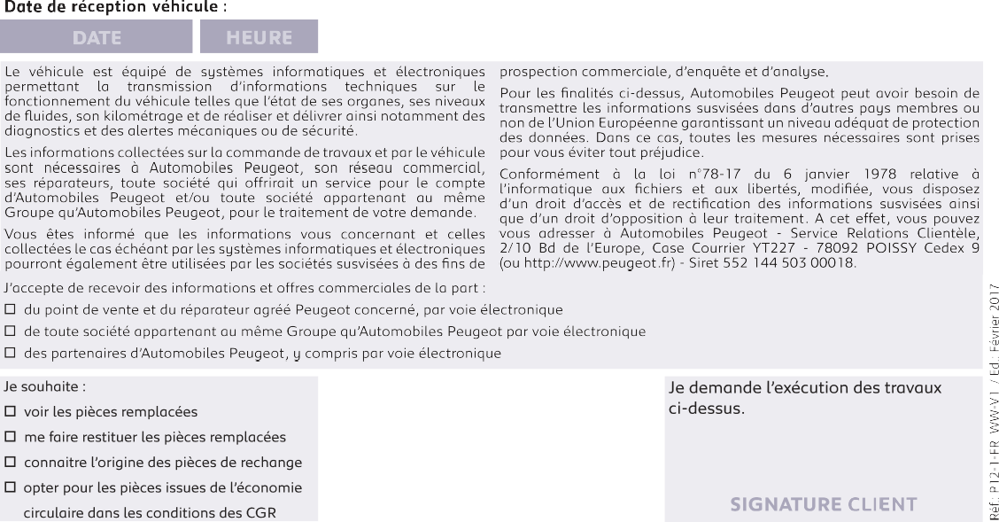 Date de réception véhicule :
DATE
HEURE
Le véhicule est équipé de systèmes informatiques et électroniques
permettant la transmission d'informations techniques sur le
fonctionnement du véhicule telles que l'état de ses organes, ses niveaux
de fluides, son kilométrage et de réaliser et délivrer ainsi notamment des
diagnostics et des alertes mécaniques ou de sécurité.
Les informations collectées sur la commande de travaux et par le véhicule
sont nécessaires à Automobiles Peugeot, son réseau commercial,
ses réparateurs, toute société qui offrirait un service pour le compte
d'Automobiles Peugeot et/ou toute société appartenant au même
Groupe qu'Automobiles Peugeot, pour le traitement de votre demande.
Vous êtes informé que les informations vous concernant et celles
collectées le cas échéant par les systèmes informatiques et électroniques
pourront également être utilisées par les sociétés susvisées à des fins de
prospection commerciale, d'enquête et d'analyse.
Pour les finalités ci-dessus, Automobiles Peugeot peut avoir besoin de
transmettre les informations susvisées dans d'autres pays membres ou
non de l'Union Européenne garantissant un niveau adéquat de protection
des données. Dans ce cas, toutes les mesures nécessaires sont prises
pour vous éviter tout préjudice.
Conformément à la loi n°78-17 du 6 janvier 1978 relative à
l'informatique aux fichiers et aux libertés, modifiée, vous disposez
d'un droit d'accès et de rectification des informations susvisées ainsi
que d'un droit d'opposition à leur traitement. A cet effet, vous pouvez
vous adresser à Automobiles Peugeot - Service Relations Clientèle,
2/10 Bd de l'Europe, Case Courrier YT227 - 78092 POISSY Cedex 9
(ou http://www.peugeot.fr) - Siret 552 144 503 00018.
J'accepte de recevoir des informations et offres commerciales de la part :
□ du point de vente et du réparateur agréé Peugeot concerné, par voie électronique
□ de toute société appartenant au même Groupe qu'Automobiles Peugeot par voie électronique
□ des partenaires d'Automobiles Peugeot, y compris par voie électronique
Je souhaite :
□ voir les pièces remplacées
□ me faire restituer les pièces remplacées
□ connaitre l'origine des pièces de rechange
□ opter pour les pièces issues de l'économie
circulaire dans les conditions des CGR
Je demande l'exécution des travaux
ci-dessus.
SIGNATURE CLIENT
Réf.: P12-1-FR WW-V1 / Ed.: Février 2017